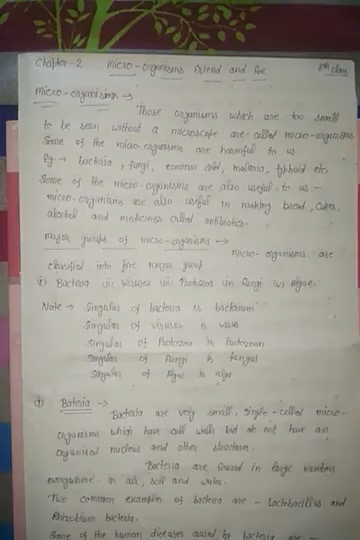 Chapter-2 Micro-organisms Friend and Foe 8th class
Micro-organism →
Those organisms which are too small
to be seen without a microscope are called micro-organisms
Some of the micro-organisms are harmful to us.
Eg → bacteria, fungi, common cold, malaria, typhoid etc
Some of the micro-organisms are also useful to us -
micro-organisms are also useful in making bread, cakes.
alcohol and medicines called antibiotics.
Major groups of micro-organisms →
micro-organisms are
classified into five major group
(i) Bacteria (ii) Viruses (iii) Protozoa (iv) Fungi (v) Algae.
Note → Singular of bacteria is bacterium
Singular of viruses is virus
Singular of Protozoa is Protozoan
Singular of Fungi is fungus
Singular of Algae is alga
(i) Bateria →
Bacteria are very small, single-celled micro-
organisms which have cell walls but do not have an
organised nucleus and other structures.
Bacteria are found in large numbers
everywhere in air, soil and water.
Two common examples of bacteria are - Lactobacillus and
Rhizobium bacteria.
Some of the human diseases caused by bacteria are -